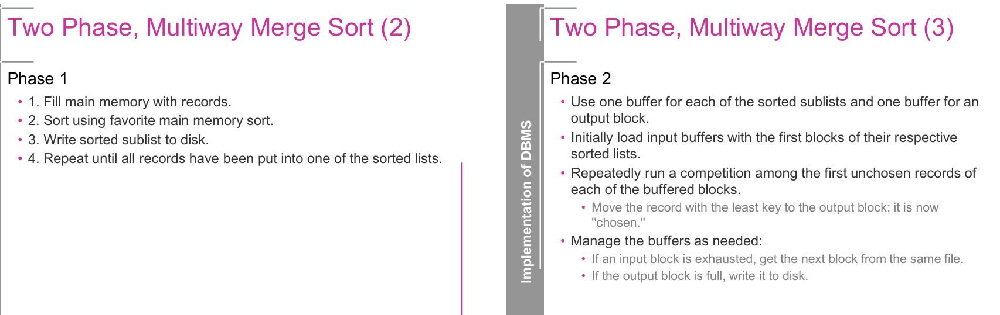 Two Phase, Multiway Merge Sort (2)
Phase 1
• 1. Fill main memory with records.
• 2. Sort using favorite main memory sort.
• 3. Write sorted sublist to disk.
• 4. Repeat until all records have been put into one of the sorted lists.
Implementation of DBMS
Two Phase, Multiway Merge Sort (3)
Phase 2
• Use one buffer for each of the sorted sublists and one buffer for an
output block.
• Initially load input buffers with the first blocks of their respective
sorted lists.
• Repeatedly run a competition among the first unchosen records of
each of the buffered blocks.
• Move the record with the least key to the output block; it is now
"chosen."
• Manage the buffers as needed:
• If an input block is exhausted, get the next block from the same file.
• If the output block is full, write it to disk.